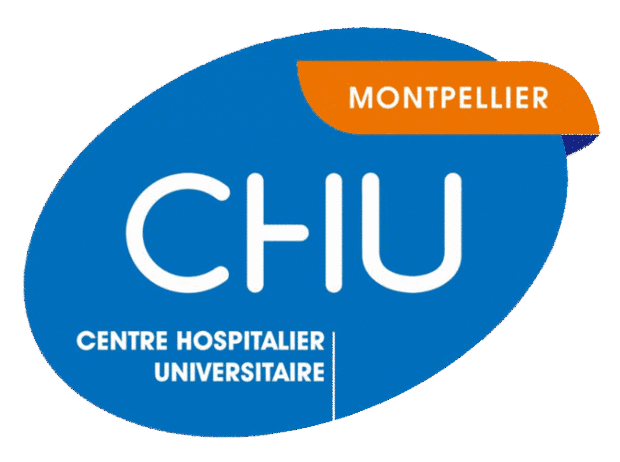 MONTPELLIER
CHU
CENTRE HOSPITALIER
UNIVERSITAIRE